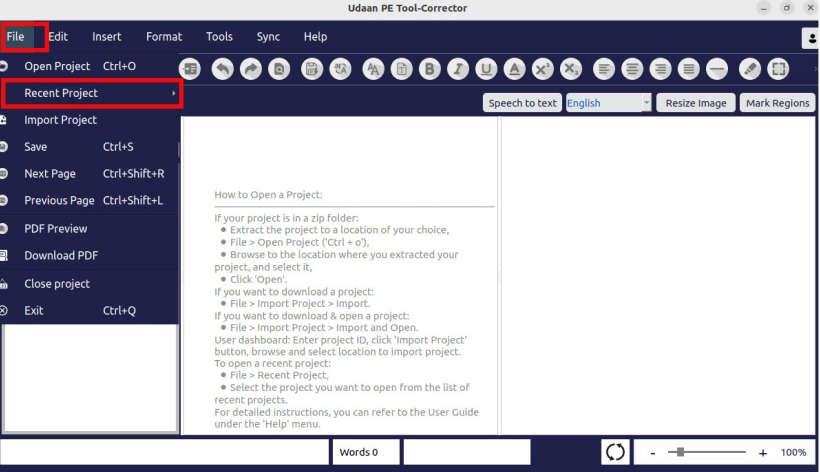 Udaan PE Tool-Corrector
File Edit Insert Format Tools Sync Help
Open Project Ctrl+O
Recent Project
Import Project
Save Ctrl+S
Next Page Ctrl+Shift+R
Previous Page Ctrl+Shift+L
PDF Preview
Download PDF
Close project
Exit Ctrl+Q
B I U A x² x₂
Speech to text English Resize Image Mark Regions
How to Open a Project:
If your project is in a zip folder:
● Extract the project to a location of your choice,
● File > Open Project ('Ctrl + o'),
● Browse to the location where you extracted your
project, and select it,
● Click 'Open'.
If you want to download a project:
● File > Import Project > Import.
If you want to download & open a project:
● File > Import Project > Import and Open.
User dashboard: Enter project ID, click 'Import Project'
button, browse and select location to import project.
To open a recent project:
● File > Recent Project,
● Select the project you want to open from the list of
recent projects.
For detailed instructions, you can refer to the User Guide
under the 'Help' menu.
Words 0
- + 100%